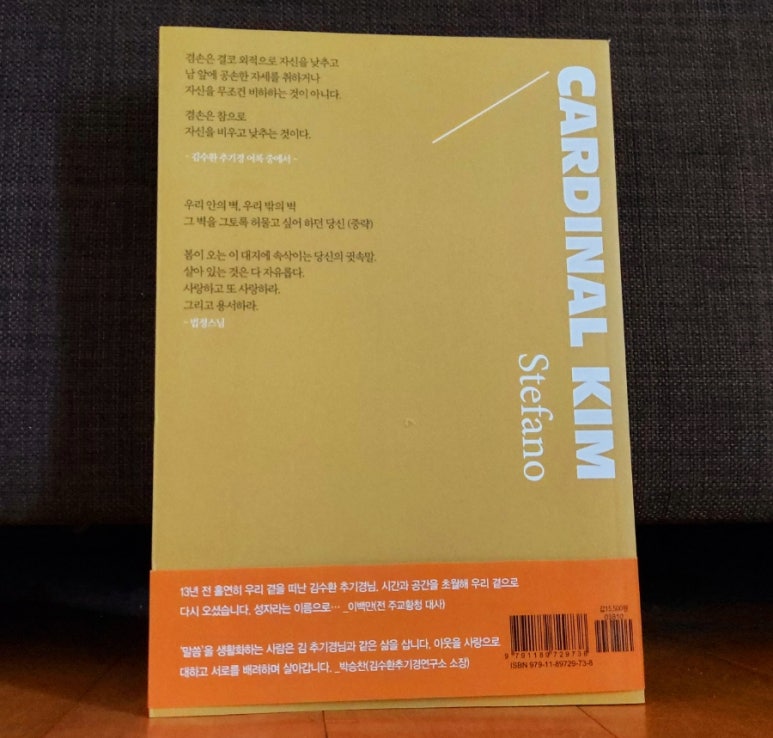 겸손은 결코 외적으로 자신을 낮추고
남 앞에 공손한 자세를 취하거나
자신을 무조건 비하하는 것이 아니다.
겸손은 참으로
자신을 비우고 낮추는 것이다.
- 김수환 추기경 어록 중에서 -
우리 안의 벽, 우리 밖의 벽
그 벽을 그토록 허물고 싶어 하던 당신 (중략)
봄이 오는 이 대지에 속삭이는 당신의 귓속말.
살아 있는 것은 다 자유롭다.
사랑하고 또 사랑하라.
그리고 용서하라.
- 법정스님
CARDINAL KIM
Stefano
13년 전 홀연히 우리 곁을 떠난 김수환 추기경님, 시간과 공간을 초월해 우리 곁으로
다시 오셨습니다. 성자라는 이름으로… _이백만(전 주교황청 대사)
'말씀'을 생활화하는 사람은 김 추기경님과 같은 삶을 삽니다. 이웃을 사랑으로
대하고 서로를 배려하며 살아갑니다. _박승찬(김수환추기경연구소 소장)
값15,500원
03810
9 791189 729738
ISBN 979-11-89729-73-8